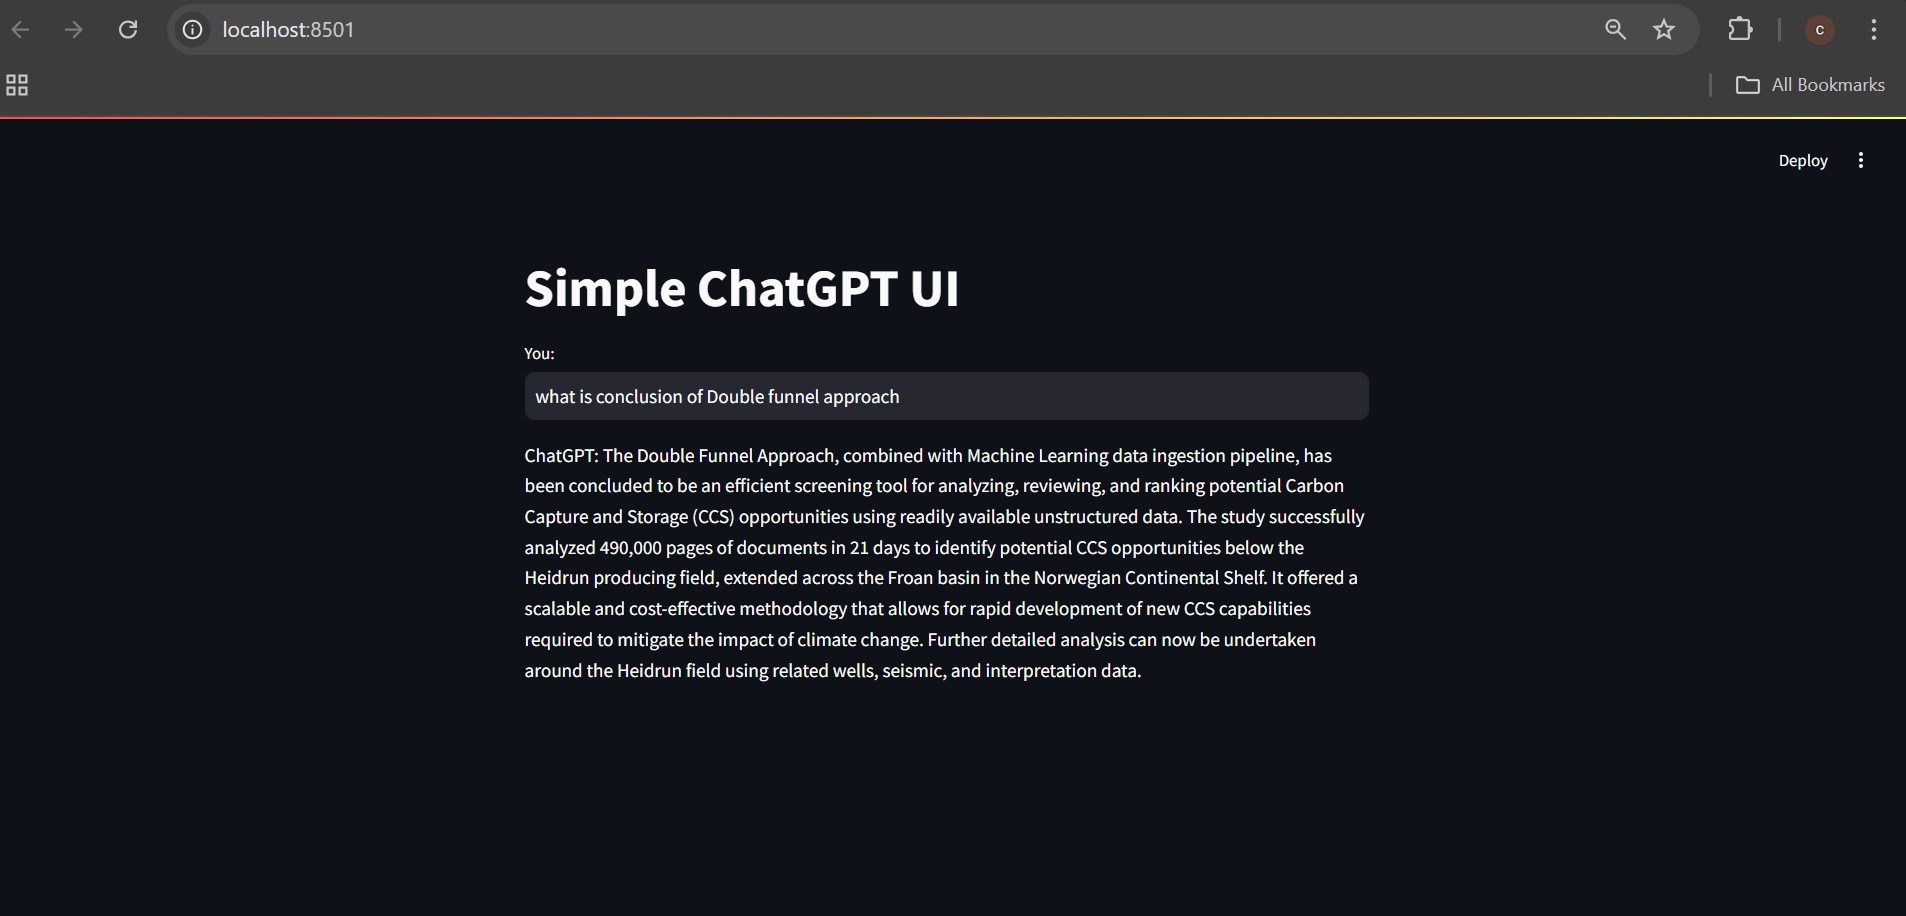 localhost:8501
c
All Bookmarks
Deploy
Simple ChatGPT UI
You:
what is conclusion of Double funnel approach
ChatGPT: The Double Funnel Approach, combined with Machine Learning data ingestion pipeline, has
been concluded to be an efficient screening tool for analyzing, reviewing, and ranking potential Carbon
Capture and Storage (CCS) opportunities using readily available unstructured data. The study successfully
analyzed 490,000 pages of documents in 21 days to identify potential CCS opportunities below the
Heidrun producing field, extended across the Froan basin in the Norwegian Continental Shelf. It offered a
scalable and cost-effective methodology that allows for rapid development of new CCS capabilities
required to mitigate the impact of climate change. Further detailed analysis can now be undertaken
around the Heidrun field using related wells, seismic, and interpretation data.